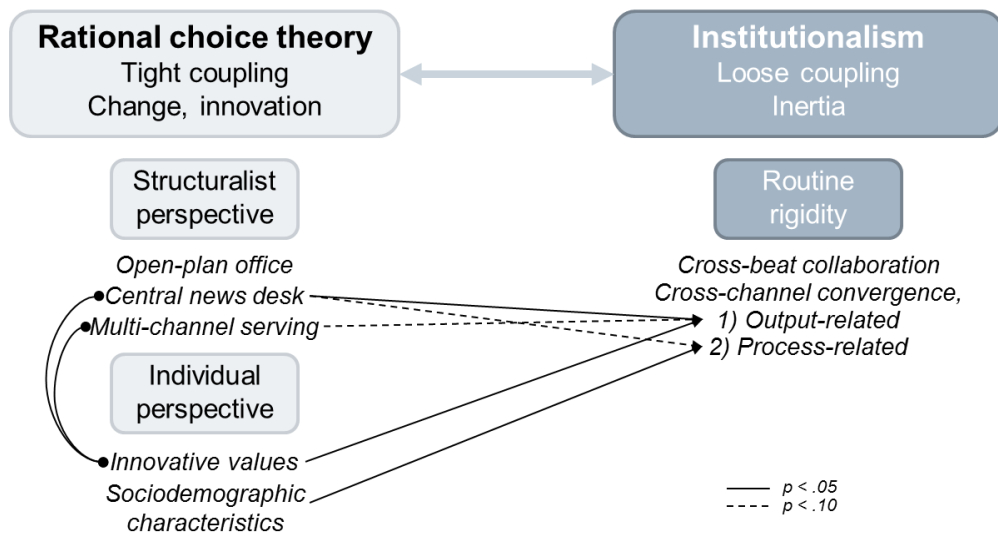 Rational choice theory
Tight coupling
Change, innovation
Institutionalism
Loose coupling
Inertia
Structuralist
perspective
Routine
rigidity
Open-plan office
Central news desk
Multi-channel serving
Cross-beat collaboration
Cross-channel convergence,
1) Output-related
2) Process-related
Individual
perspective
Innovative values
Sociodemographic
characteristics
p < .05
p < .10